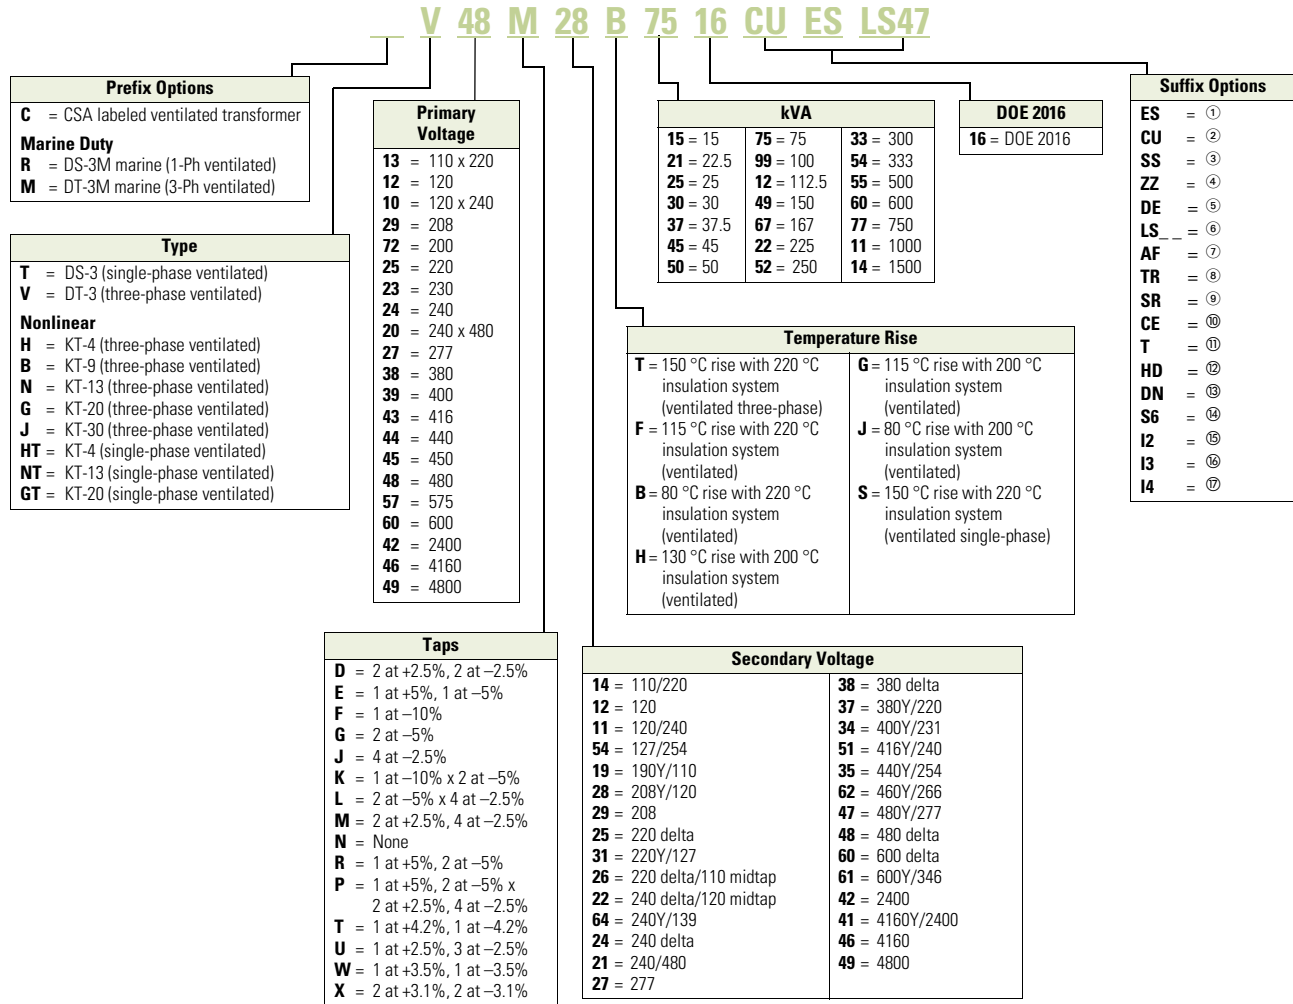 __ V 48 M 28 B 75 16 CU ES LS47
Prefix Options
C = CSA labeled ventilated transformer
Marine Duty
R = DS-3M marine (1-Ph ventilated)
M = DT-3M marine (3-Ph ventilated)
Type
T = DS-3 (single-phase ventilated)
V = DT-3 (three-phase ventilated)
Nonlinear
H = KT-4 (three-phase ventilated)
B = KT-9 (three-phase ventilated)
N = KT-13 (three-phase ventilated)
G = KT-20 (three-phase ventilated)
J = KT-30 (three-phase ventilated)
HT = KT-4 (single-phase ventilated)
NT = KT-13 (single-phase ventilated)
GT = KT-20 (single-phase ventilated)
Primary
Voltage
13 = 110 x 220
12 = 120
10 = 120 x 240
29 = 208
72 = 200
25 = 220
23 = 230
24 = 240
20 = 240 x 480
27 = 277
38 = 380
39 = 400
43 = 416
44 = 440
45 = 450
48 = 480
57 = 575
60 = 600
42 = 2400
46 = 4160
49 = 4800
kVA
15 = 15
21 = 22.5
25 = 25
30 = 30
37 = 37.5
45 = 45
50 = 50
75 = 75
99 = 100
12 = 112.5
49 = 150
67 = 167
22 = 225
52 = 250
33 = 300
54 = 333
55 = 500
60 = 600
77 = 750
11 = 1000
14 = 1500
DOE 2016
16 = DOE 2016
Suffix Options
ES = ①
CU = ②
SS = ③
ZZ = ④
DE = ⑤
LS_ _ = ⑥
AF = ⑦
TR = ⑧
SR = ⑨
CE = ⑩
T = ⑪
HD = ⑫
DN = ⑬
S6 = ⑭
I2 = ⑮
I3 = ⑯
I4 = ⑰
Temperature Rise
T = 150 °C rise with 220 °C
insulation system
(ventilated three-phase)
F = 115 °C rise with 220 °C
insulation system
(ventilated)
B = 80 °C rise with 220 °C
insulation system
(ventilated)
H = 130 °C rise with 200 °C
insulation system
(ventilated)
G = 115 °C rise with 200 °C
insulation system
(ventilated)
J = 80 °C rise with 200 °C
insulation system
(ventilated)
S = 150 °C rise with 220 °C
insulation system
(ventilated single-phase)
Taps
D = 2 at +2.5%, 2 at –2.5%
E = 1 at +5%, 1 at –5%
F = 1 at –10%
G = 2 at –5%
J = 4 at –2.5%
K = 1 at –10% x 2 at –5%
L = 2 at –5% x 4 at –2.5%
M = 2 at +2.5%, 4 at –2.5%
N = None
R = 1 at +5%, 2 at –5%
P = 1 at +5%, 2 at –5% x
2 at +2.5%, 4 at –2.5%
T = 1 at +4.2%, 1 at –4.2%
U = 1 at +2.5%, 3 at –2.5%
W = 1 at +3.5%, 1 at –3.5%
X = 2 at +3.1%, 2 at –3.1%
Secondary Voltage
14 = 110/220
12 = 120
11 = 120/240
54 = 127/254
19 = 190Y/110
28 = 208Y/120
29 = 208
25 = 220 delta
31 = 220Y/127
26 = 220 delta/110 midtap
22 = 240 delta/120 midtap
64 = 240Y/139
24 = 240 delta
21 = 240/480
27 = 277
38 = 380 delta
37 = 380Y/220
34 = 400Y/231
51 = 416Y/240
35 = 440Y/254
62 = 460Y/266
47 = 480Y/277
48 = 480 delta
60 = 600 delta
61 = 600Y/346
42 = 2400
41 = 4160Y/2400
46 = 4160
49 = 4800